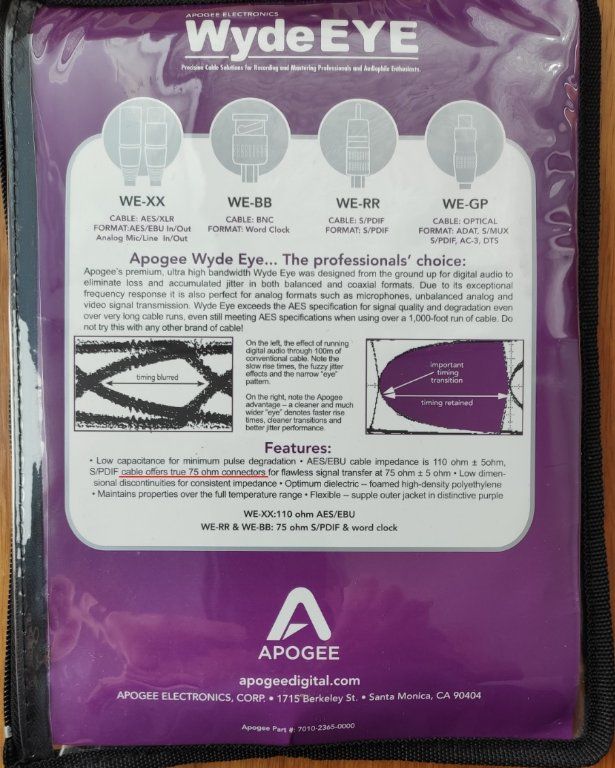 APOGEE ELECTRONICS
WydeEYE
Precision Cable Solutions for Recording and Mastering Professionals and Audiophile Enthusiasts.
WE-XX
CABLE: AES/XLR
FORMAT:AES/EBU In/Out
Analog Mic/Line In/Out
WE-BB
CABLE: BNC
FORMAT: Word Clock
WE-RR
CABLE: S/PDIF
FORMAT: S/PDIF
WE-GP
CABLE: OPTICAL
FORMAT: ADAT, S/MUX
S/PDIF, AC-3, DTS
Apogee Wyde Eye... The professionals' choice:
Apogee's premium, ultra high bandwidth Wyde Eye was designed from the ground up for digital audio to
eliminate loss and accumulated jitter in both balanced and coaxial formats. Due to its exceptional
frequency response it is also perfect for analog formats such as microphones, unbalanced analog and
video signal transmission. Wyde Eye exceeds the AES specification for signal quality and degradation even
over very long cable runs, even still meeting AES specifications when using over a 1,000-foot run of cable. Do
not try this with any other brand of cable!
timing blurred
On the left, the effect of running
digital audio through 100m of
conventional cable. Note the
slow rise times, the fuzzy jitter
effects and the narrow "eye"
pattern.
On the right, note the Apogee
advantage – a cleaner and much
wider "eye" denotes faster rise
times, cleaner transitions and
better jitter performance.
important
timing
transition
timing retained
Features:
• Low capacitance for minimum pulse degradation • AES/EBU cable impedance is 110 ohm ± 5ohm,
S/PDIF cable offers true 75 ohm connectors for flawless signal transfer at 75 ohm ± 5 ohm • Low dimen-
sional discontinuities for consistent impedance • Optimum dielectric -- foamed high-density polyethylene
• Maintains properties over the full temperature range • Flexible -- supple outer jacket in distinctive purple
WE-XX:110 ohm AES/EBU
WE-RR & WE-BB: 75 ohm S/PDIF & word clock
APOGEE
apogeedigital.com
APOGEE ELECTRONICS, CORP. • 1715 Berkeley St. • Santa Monica, CA 90404
Apogee Part #: 7010-2365-0000